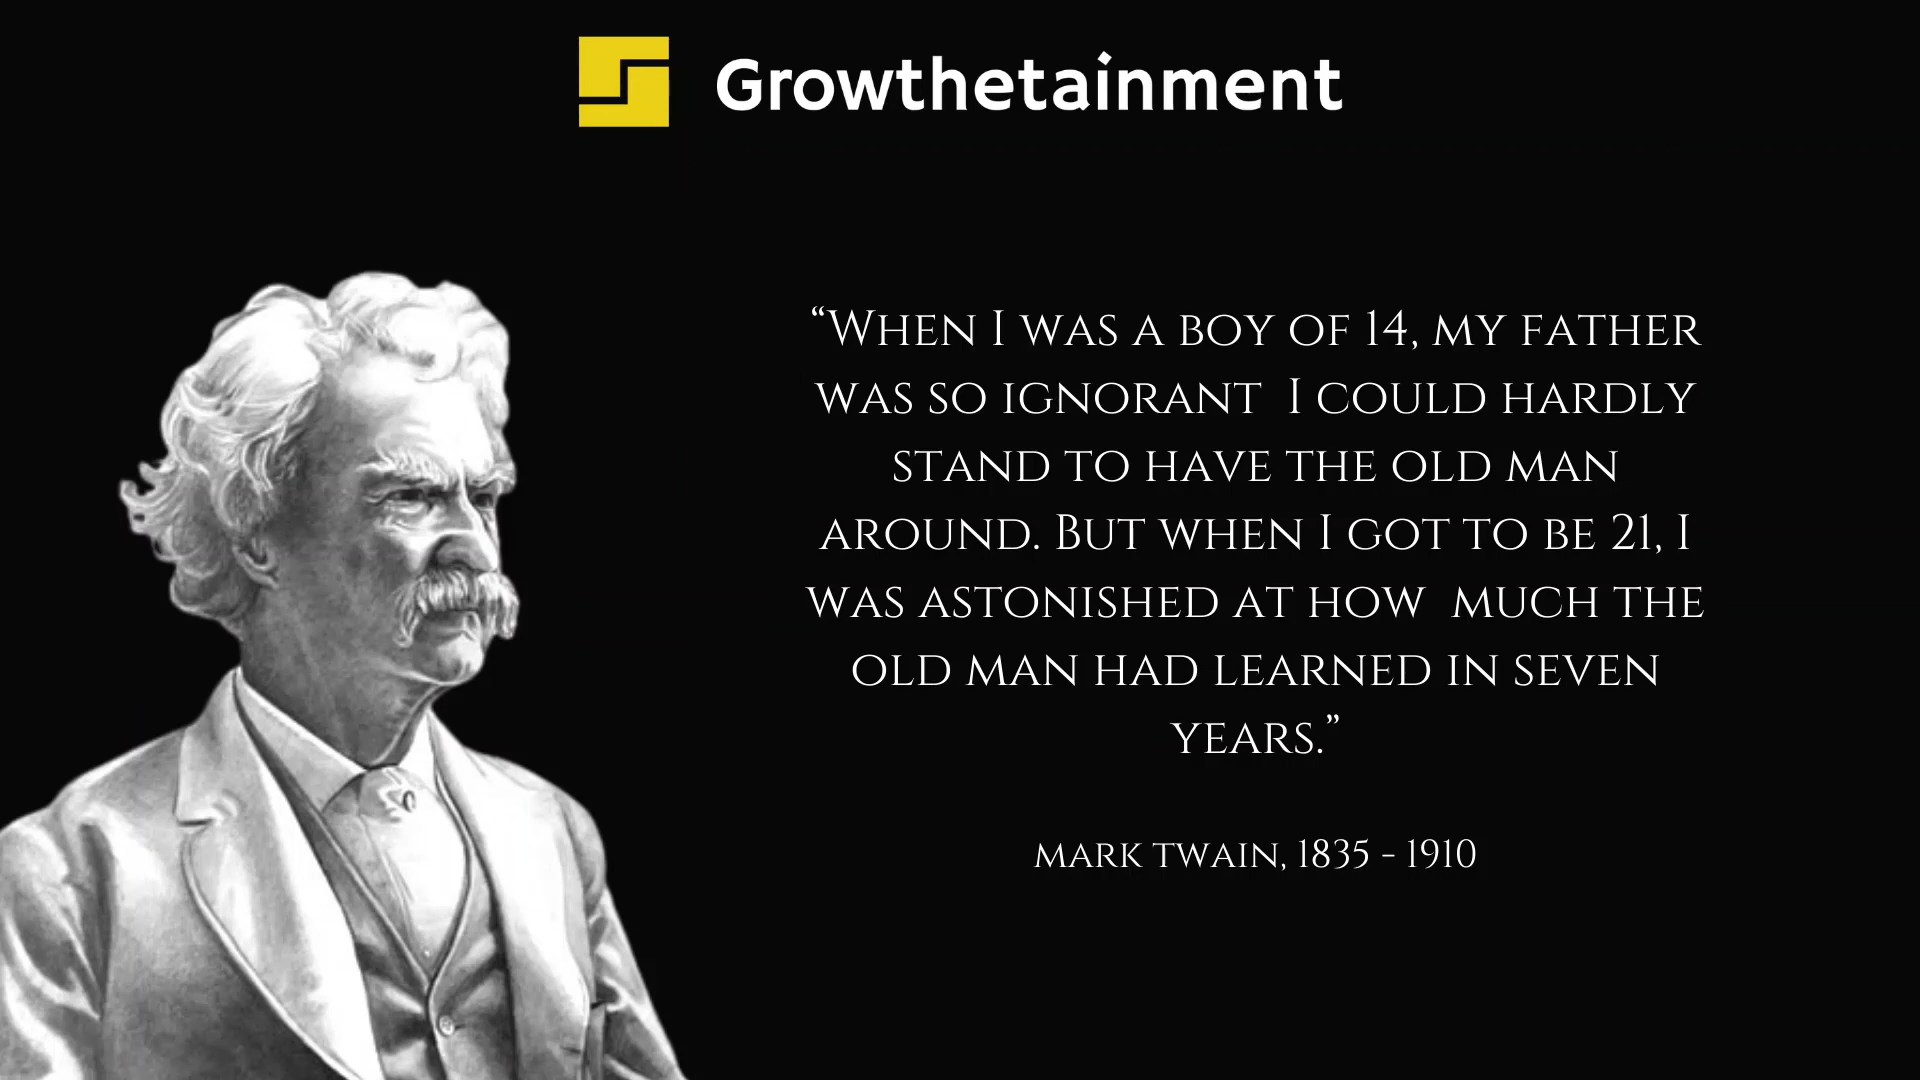 Growthetainment
“When I was a boy of 14, my father
was so ignorant  I could hardly
stand to have the old man
around. But when I got to be 21, I
was astonished at how  much the
old man had learned in seven
years.”
mark twain, 1835 - 1910